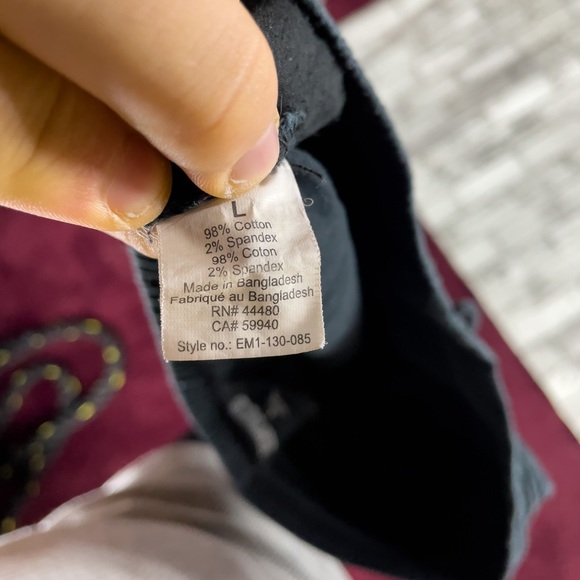 L
98% Cotton
2% Spandex
98% Coton
2% Spandex
Made in Bangladesh
Fabriqué au Bangladesh
RN# 44480
CA# 59940
Style no.: EM1-130-085